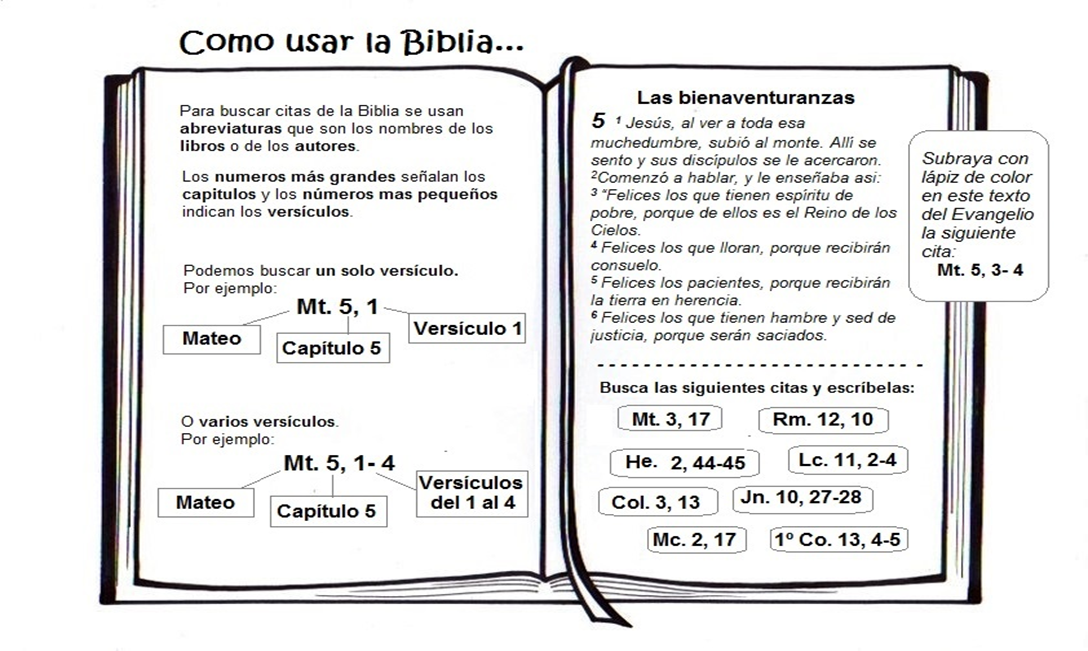 Como usar la Biblia...
Para buscar citas de la Biblia se usan
abreviaturas que son los nombres de los
libros o de los autores.
Los numeros más grandes señalan los
capitulos y los números mas pequeños
indican los versículos.
Podemos buscar un solo versículo.
Por ejemplo:
Mt. 5, 1
Mateo
Capítulo 5
Versículo 1
O varios versículos.
Por ejemplo:
Mt. 5, 1- 4
Mateo
Capítulo 5
Versículos
del 1 al 4
Las bienaventuranzas
5 ¹ Jesús, al ver a toda esa
muchedumbre, subió al monte. Allí se
sento y sus discípulos se le acercaron.
²Comenzó a hablar, y le enseñaba asi:
³ "Felices los que tienen espíritu de
pobre, porque de ellos es el Reino de los
Cielos.
⁴ Felices los que lloran, porque recibirán
consuelo.
⁵ Felices los pacientes, porque recibirán
la tierra en herencia.
⁶ Felices los que tienen hambre y sed de
justicia, porque serán saciados.
Subraya con
lápiz de color
en este texto
del Evangelio
la siguiente
cita:
Mt. 5, 3- 4
Busca las siguientes citas y escríbelas:
Mt. 3, 17
Rm. 12, 10
He. 2, 44-45
Lc. 11, 2-4
Col. 3, 13
Jn. 10, 27-28
Mc. 2, 17
1º Co. 13, 4-5